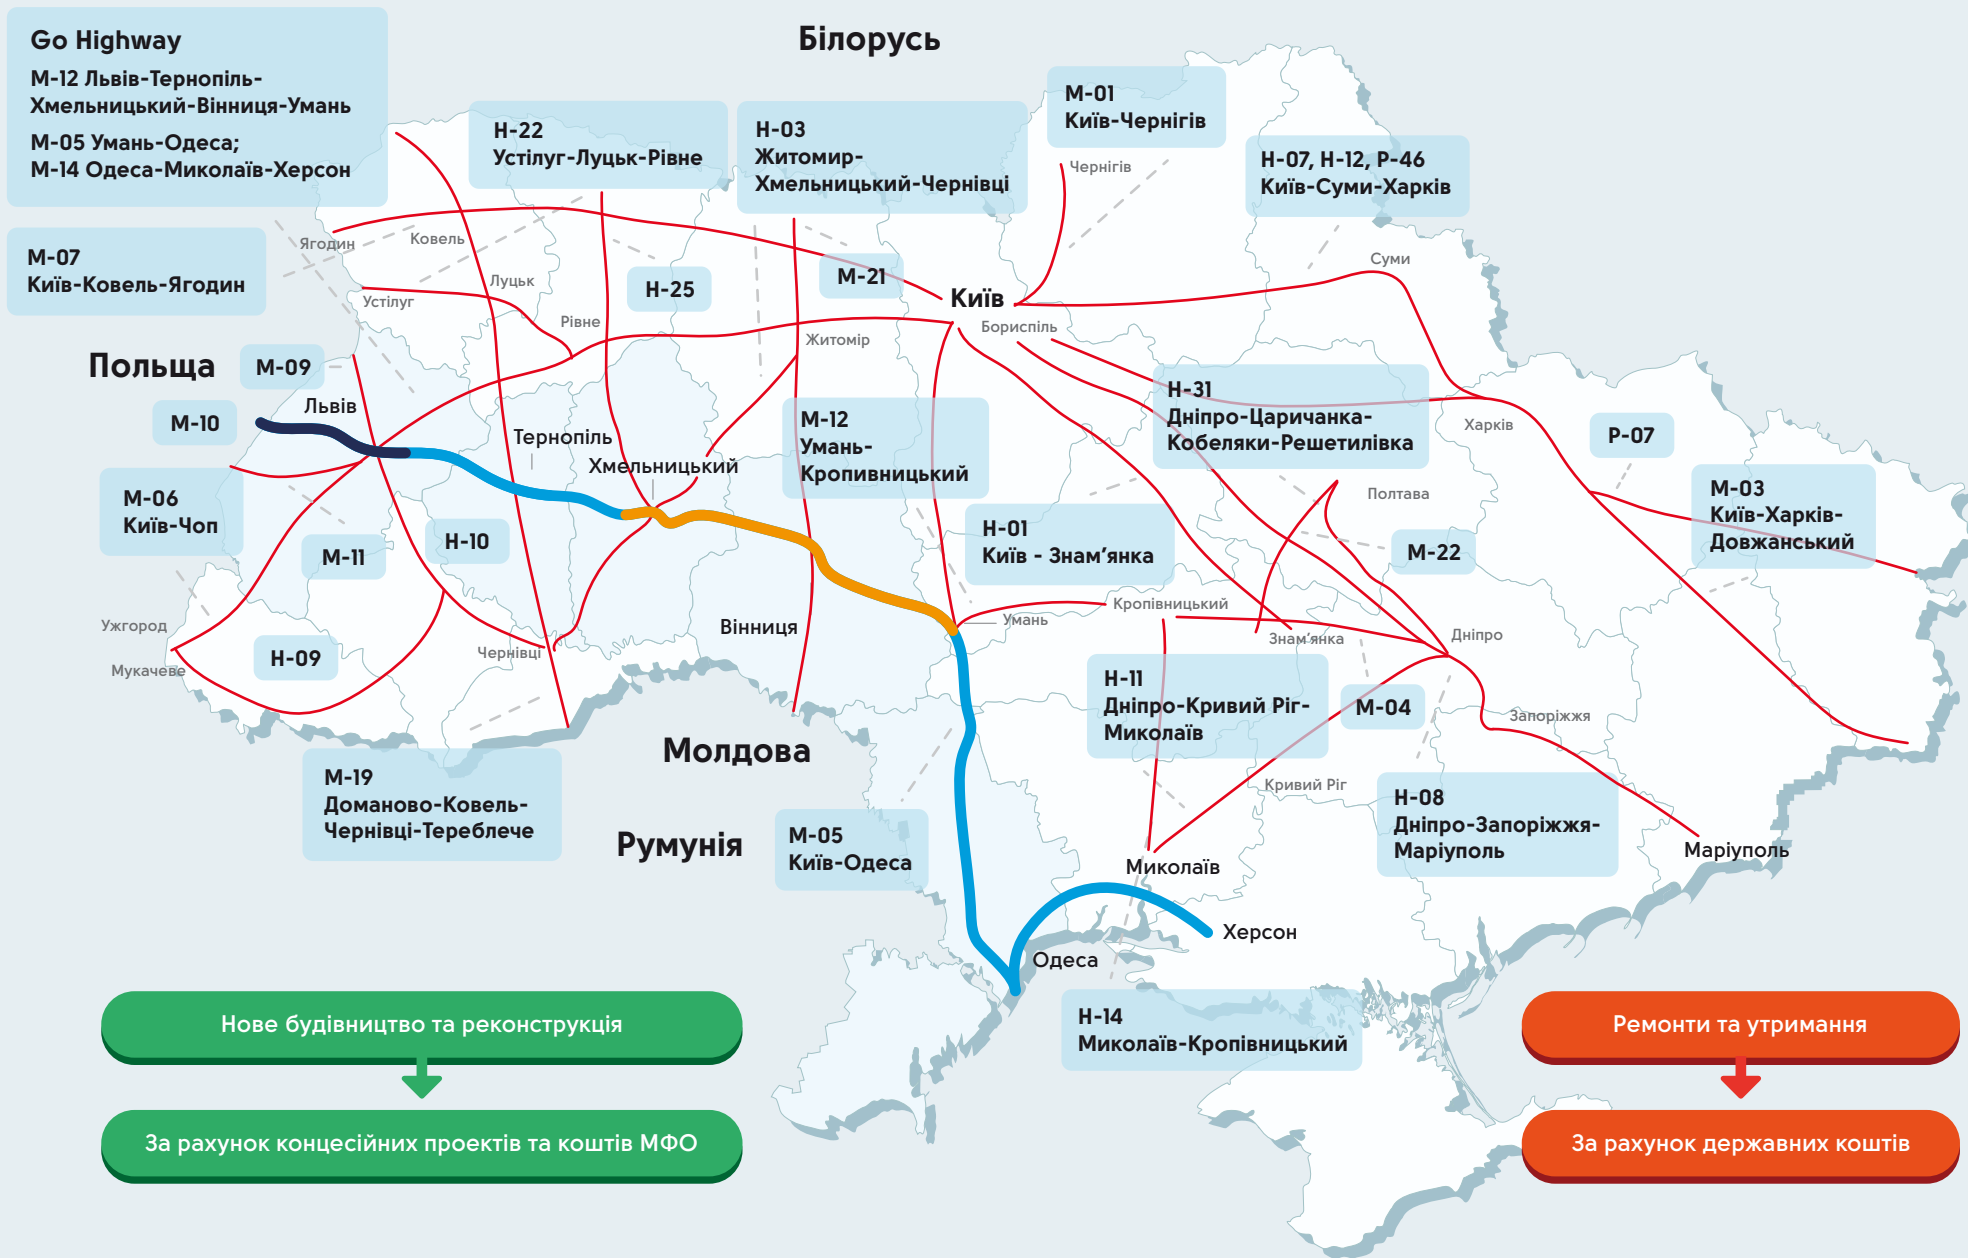 Go Highway
М-12 Львів-Тернопіль-
Хмельницький-Вінниця-Умань
М-05 Умань-Одеса;
М-14 Одеса-Миколаїв-Херсон
Білорусь
Н-22
Устілуг-Луцьк-Рівне
Н-03
Житомир-
Хмельницький-Чернівці
М-01
Київ-Чернігів
Чернігів
Н-07, Н-12, Р-46
Київ-Суми-Харків
М-07
Київ-Ковель-Ягодин
Ягодин
Ковель
Луцьк
Устілуг
Рівне
Н-25
М-21
Київ
Бориспіль
Суми
Житомір
Польща
М-09
М-10
Львів
Тернопіль
Хмельницький
М-12
Умань-
Кропивницький
Н-31
Дніпро-Царичанка-
Кобеляки-Решетилівка
Харків
Р-07
Полтава
М-03
Київ-Харків-
Довжанський
М-06
Київ-Чоп
М-11
Н-10
Н-01
Київ - Знам’янка
М-22
Ужгород
Мукачеве
Н-09
Чернівці
Вінниця
Умань
Кропівницький
Знам’янка
Дніпро
Н-11
Дніпро-Кривий Ріг-
Миколаїв
М-04
Запоріжжя
Молдова
Кривий Ріг
М-19
Доманово-Ковель-
Чернівці-Тереблече
Румунія
М-05
Київ-Одеса
Н-08
Дніпро-Запоріжжя-
Маріуполь
Маріуполь
Миколаїв
Херсон
Одеса
Н-14
Миколаїв-Кропівницький
Нове будівництво та реконструкція
За рахунок концесійних проектів та коштів МФО
Ремонти та утримання
За рахунок державних коштів